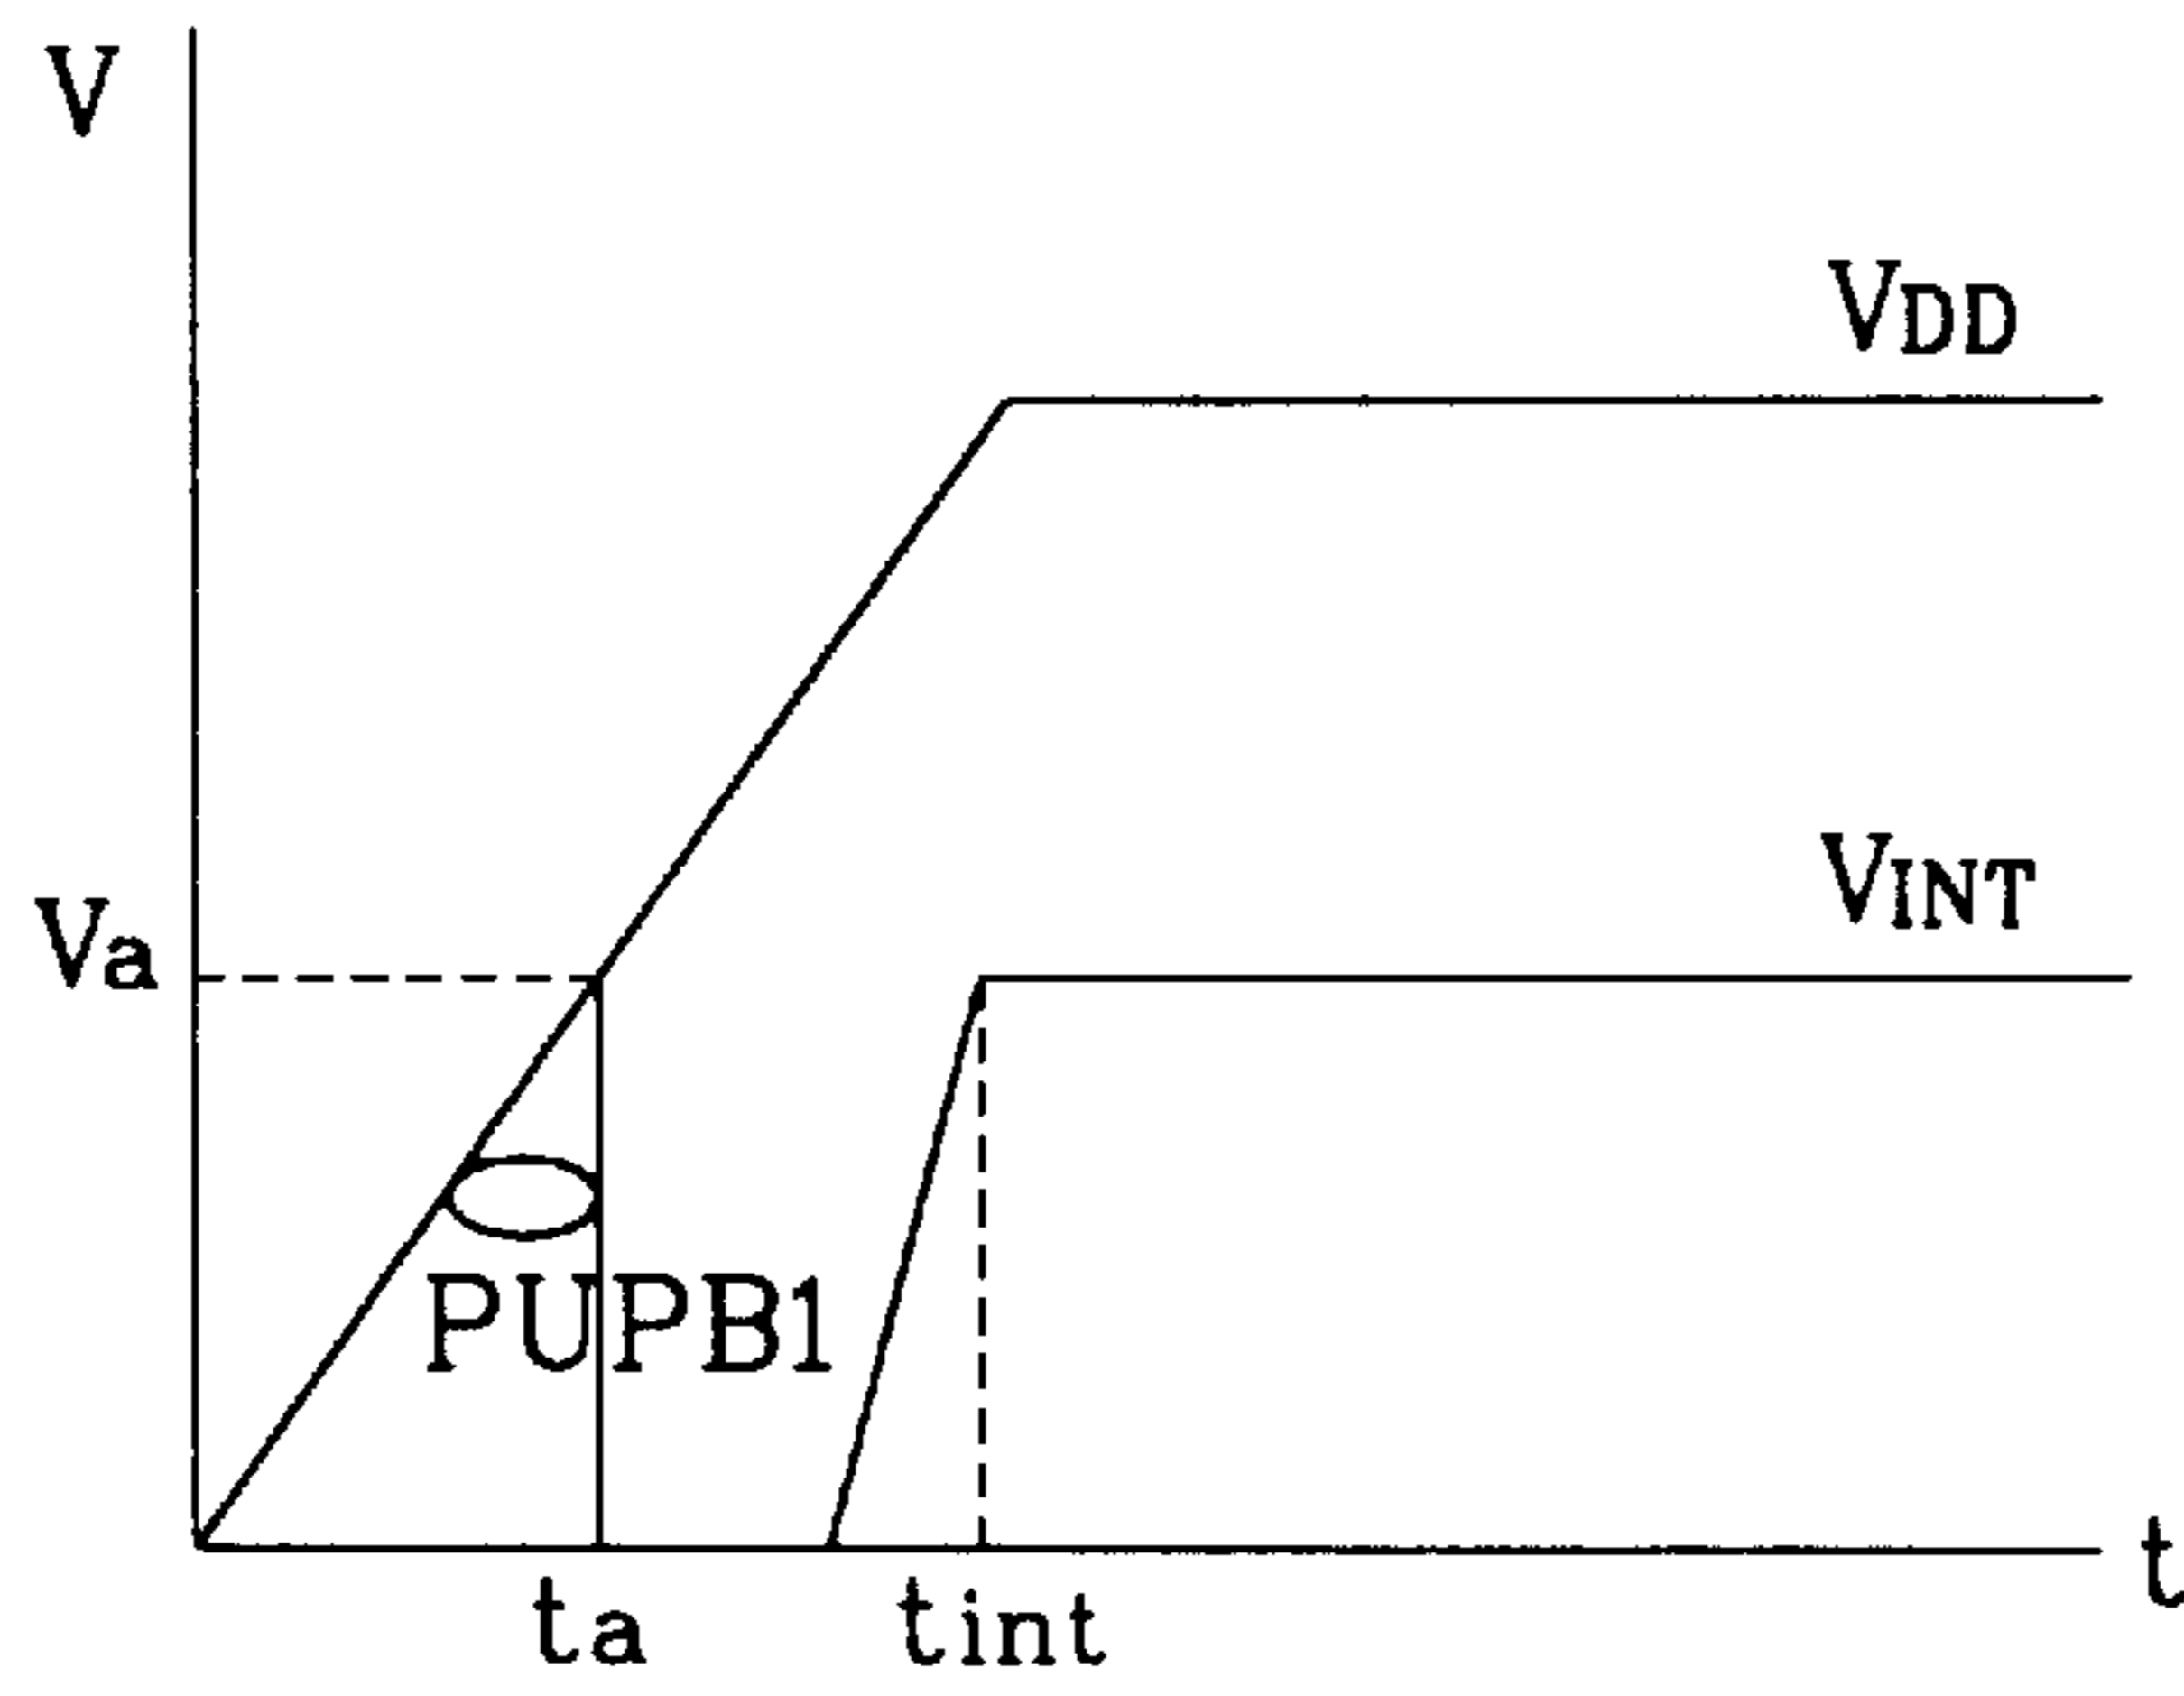 V
VDD
VINT
Va
PUPB1
t
ta
tint